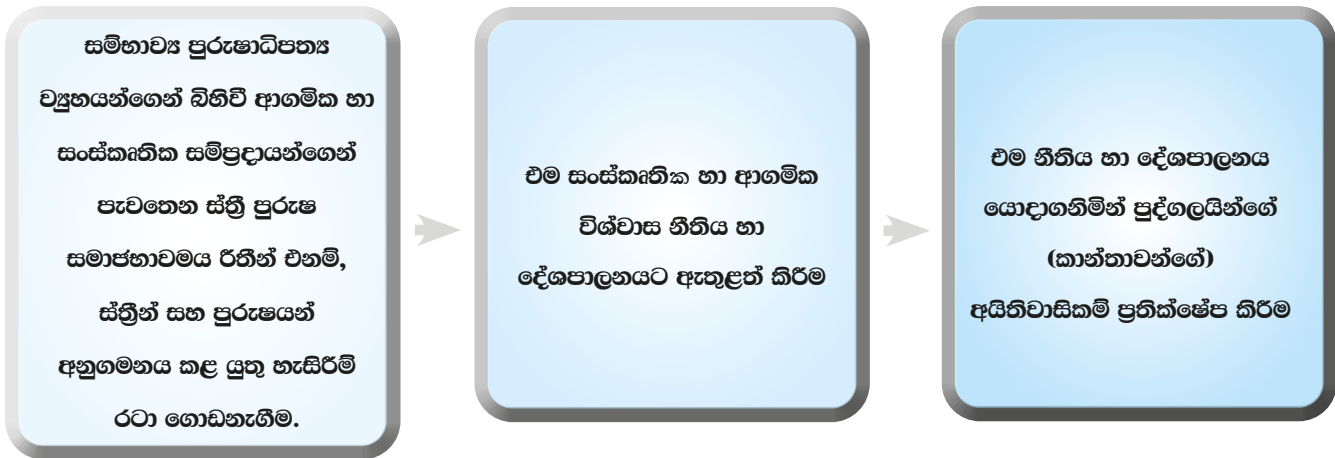 සම්භාව්‍ය පුරුෂාධිපත්‍ය
ව්‍යුහයන්ගෙන් බිහිවී ආගමික හා
සංස්කෘතික සම්ප්‍රදායන්ගෙන්
පැවතෙන ස්ත්‍රී පුරුෂ
සමාජභාවමය රීතීන් එනම්,
ස්ත්‍රීන් සහ පුරුෂයන්
අනුගමනය කළ යුතු හැසිරීම්
රටා ගොඩනැගීම.
එම සංස්කෘතික හා ආගමික
විශ්වාස නීතිය හා
දේශපාලනයට ඇතුළත් කිරීම
එම නීතිය හා දේශපාලනය
යොදාගනිමින් පුද්ගලයින්ගේ
(කාන්තාවන්ගේ)
අයිතිවාසිකම් ප්‍රතික්ෂේප කිරීම